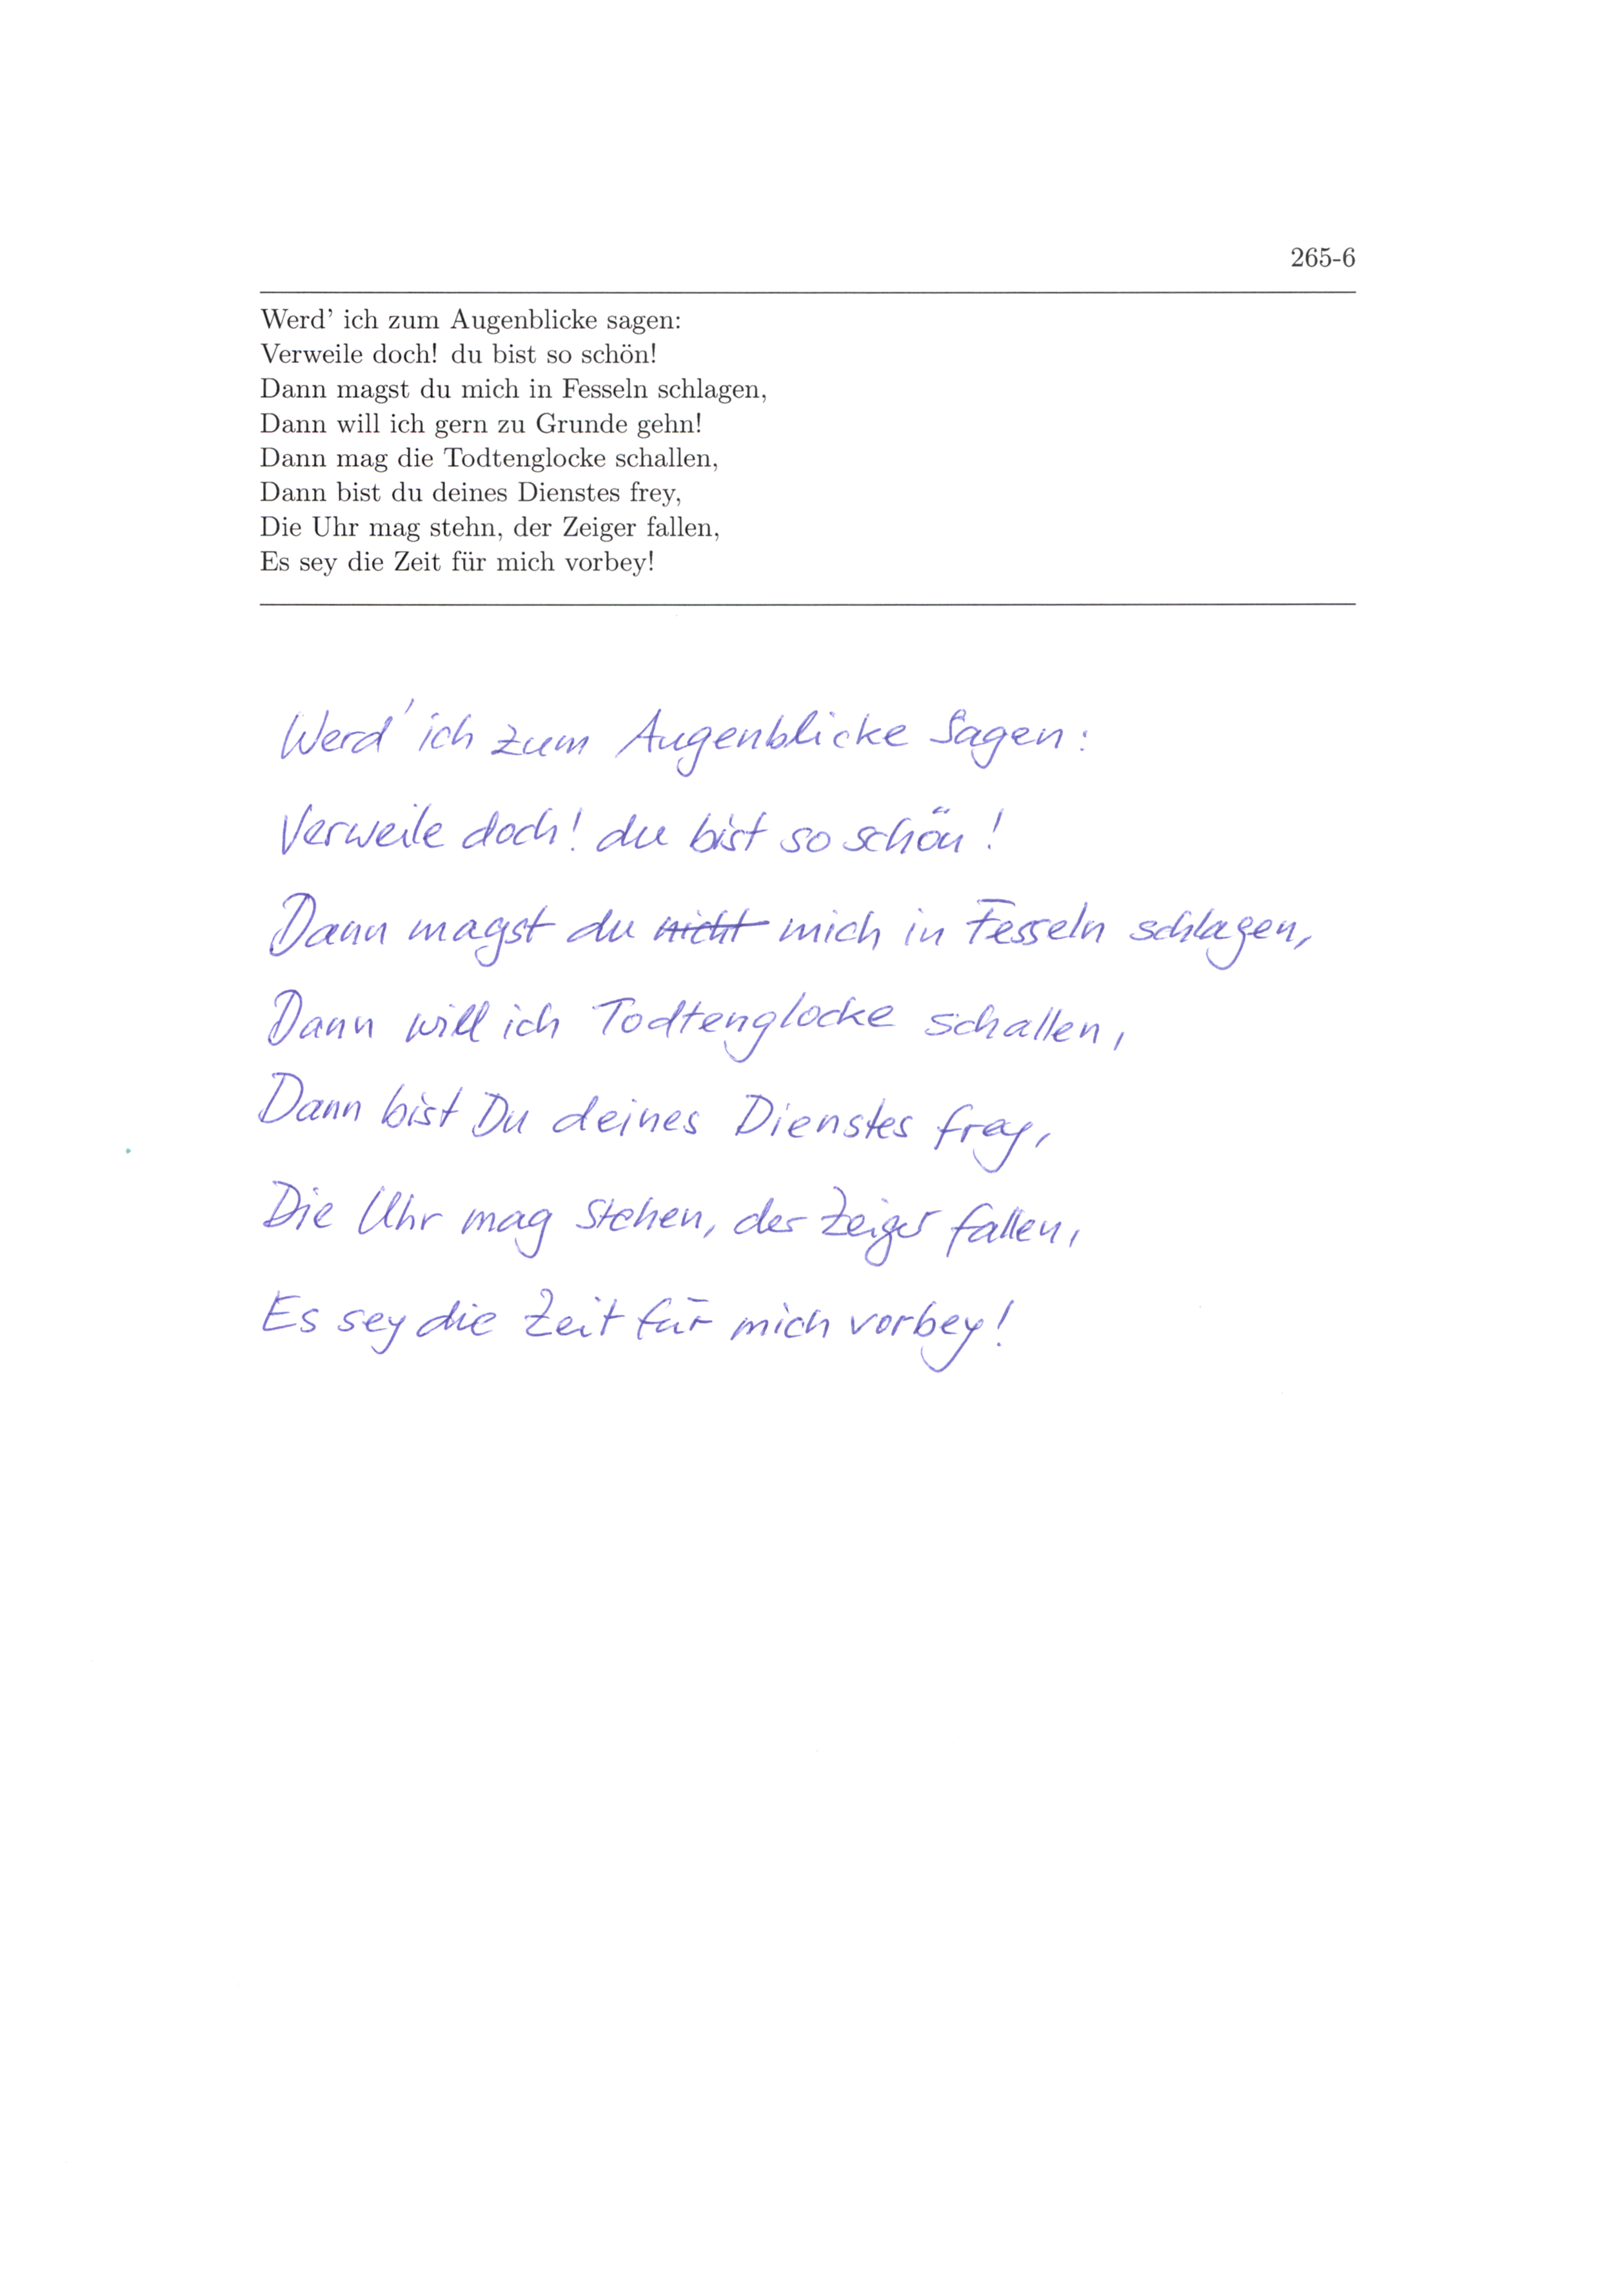 265-6
Werd' ich zum Augenblicke sagen:
Verweile doch! du bist so schön!
Dann magst du mich in Fesseln schlagen,
Dann will ich gern zu Grunde gehn!
Dann mag die Todtenglocke schallen,
Dann bist du deines Dienstes frey,
Die Uhr mag stehn, der Zeiger fallen,
Es sey die Zeit für mich vorbey!
Werd' ich zum Augenblicke Sagen:
Verweile doch! du bist so schön!
Dann magst du nicht mich in Fesseln schlagen,
Dann will ich Todtenglocke schallen,
Dann bist Du deines Dienstes frey,
Die Uhr mag stehen, der Zeiger fallen,
Es sey die Zeit für mich vorbey!